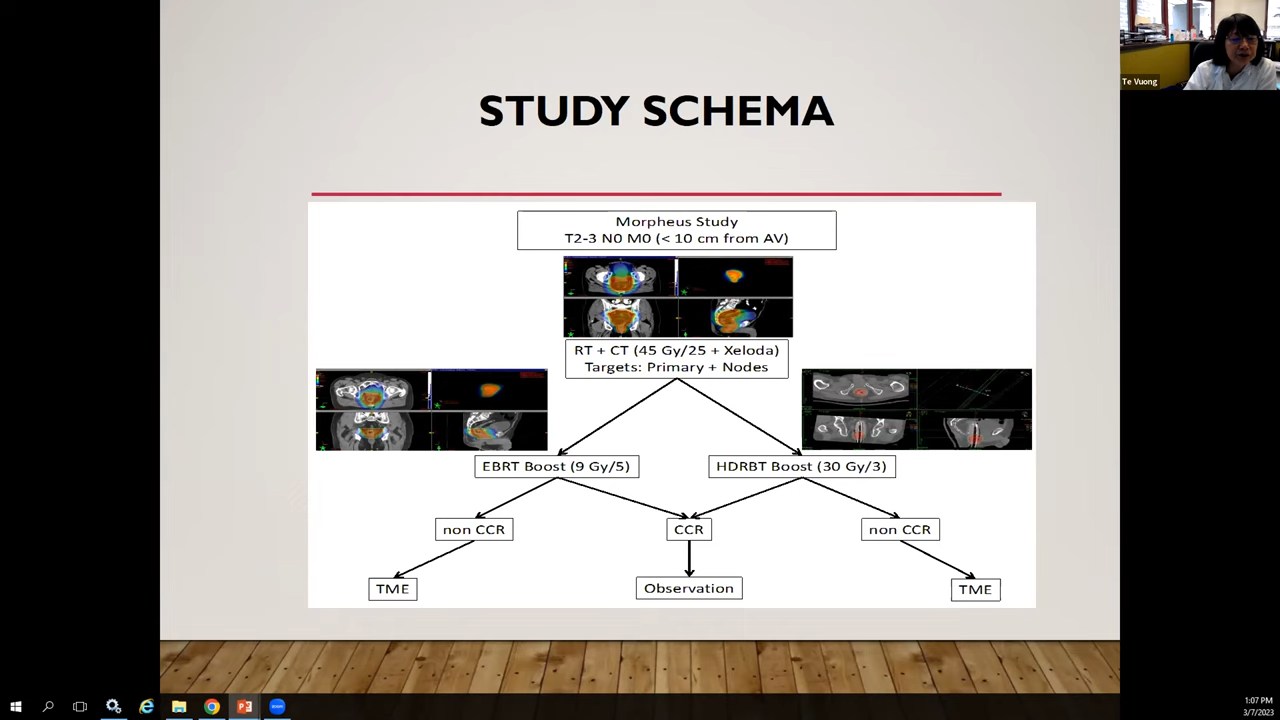 Te Vuong
STUDY SCHEMA
Morpheus Study
T2-3 N0 M0 (< 10 cm from AV)
RT + CT (45 Gy/25 + Xeloda)
Targets: Primary + Nodes
EBRT Boost (9 Gy/5)
HDRBT Boost (30 Gy/3)
non CCR
CCR
non CCR
TME
Observation
TME
1:07 PM
3/7/2023